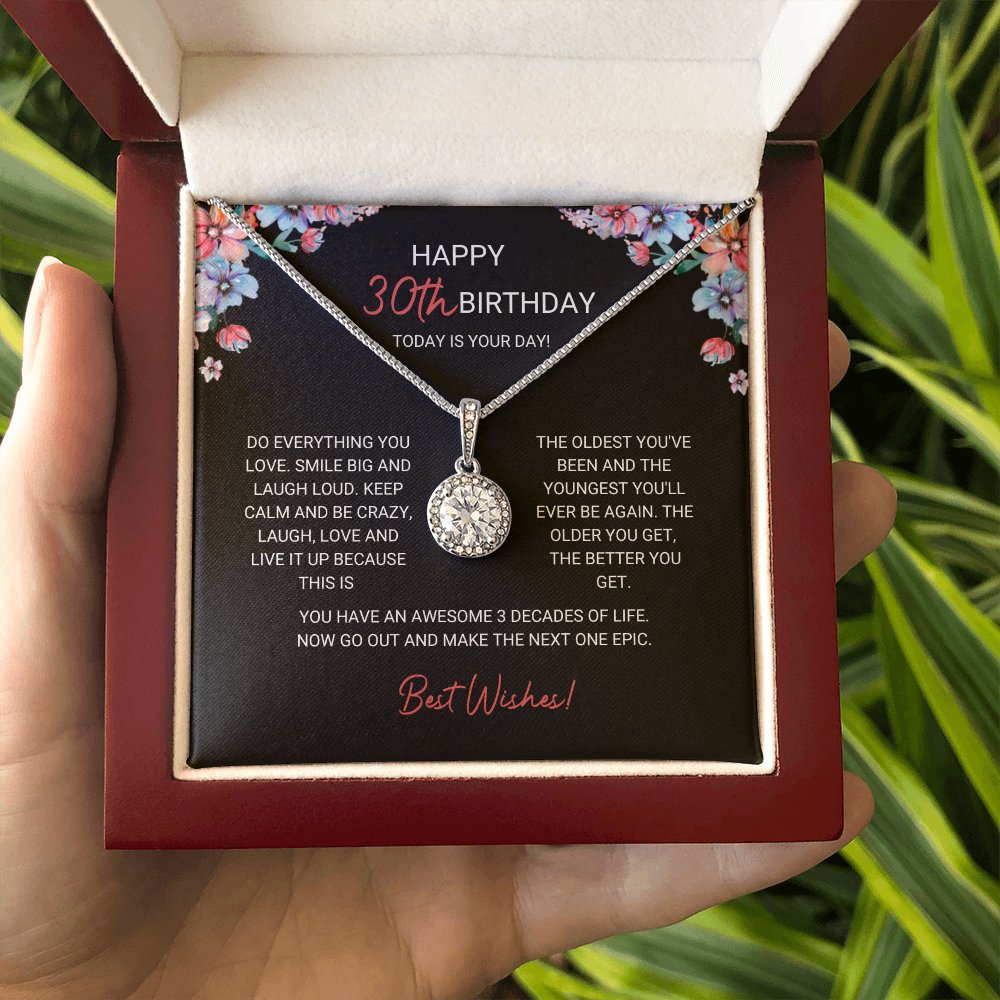 HAPPY
30th BIRTHDAY
TODAY IS YOUR DAY!
DO EVERYTHING YOU
LOVE. SMILE BIG AND
LAUGH LOUD. KEEP
CALM AND BE CRAZY,
LAUGH, LOVE AND
LIVE IT UP BECAUSE
THIS IS
THE OLDEST YOU'VE
BEEN AND THE
YOUNGEST YOU'LL
EVER BE AGAIN. THE
OLDER YOU GET,
THE BETTER YOU
GET.
YOU HAVE AN AWESOME 3 DECADES OF LIFE.
NOW GO OUT AND MAKE THE NEXT ONE EPIC.
Best Wishes!